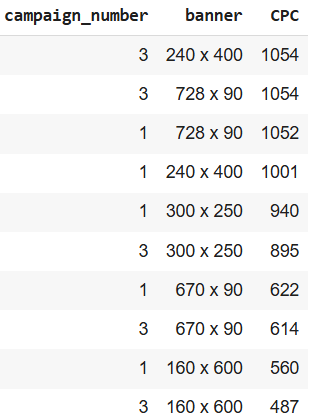 campaign_number banner CPC
3 240 x 400 1054
3 728 x 90 1054
1 728 x 90 1052
1 240 x 400 1001
1 300 x 250 940
3 300 x 250 895
1 670 x 90 622
3 670 x 90 614
1 160 x 600 560
3 160 x 600 487